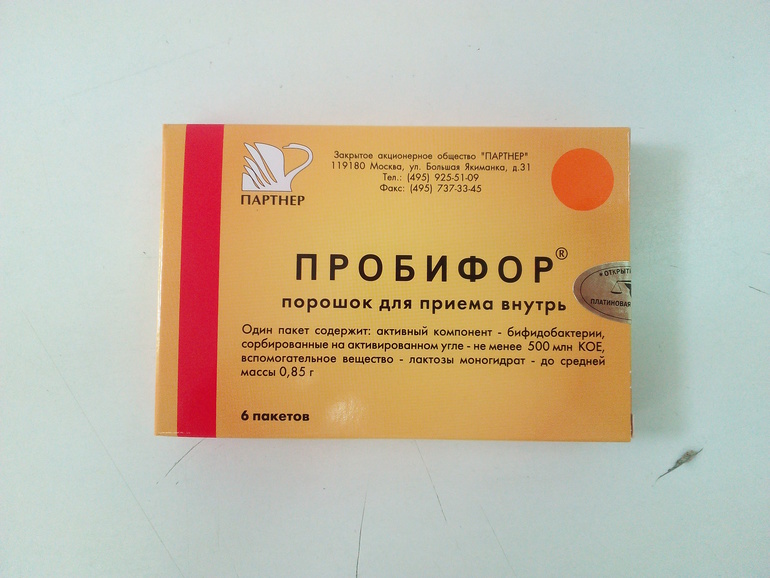 ПАРТНЕР
Закрытое акционерное общество "ПАРТНЕР"
119180 Москва, ул. Большая Якиманка, д.31
Тел.: (495) 925-51-09
Факс: (495) 737-33-45
ПРОБИФОР®
порошок для приема внутрь
Один пакет содержит: активный компонент - бифидобактерии,
сорбированные на активированном угле - не менее 500 млн КОЕ,
вспомогательное вещество - лактозы моногидрат - до средней
массы 0,85 г
6 пакетов
ПЛАТИНОВАЯ